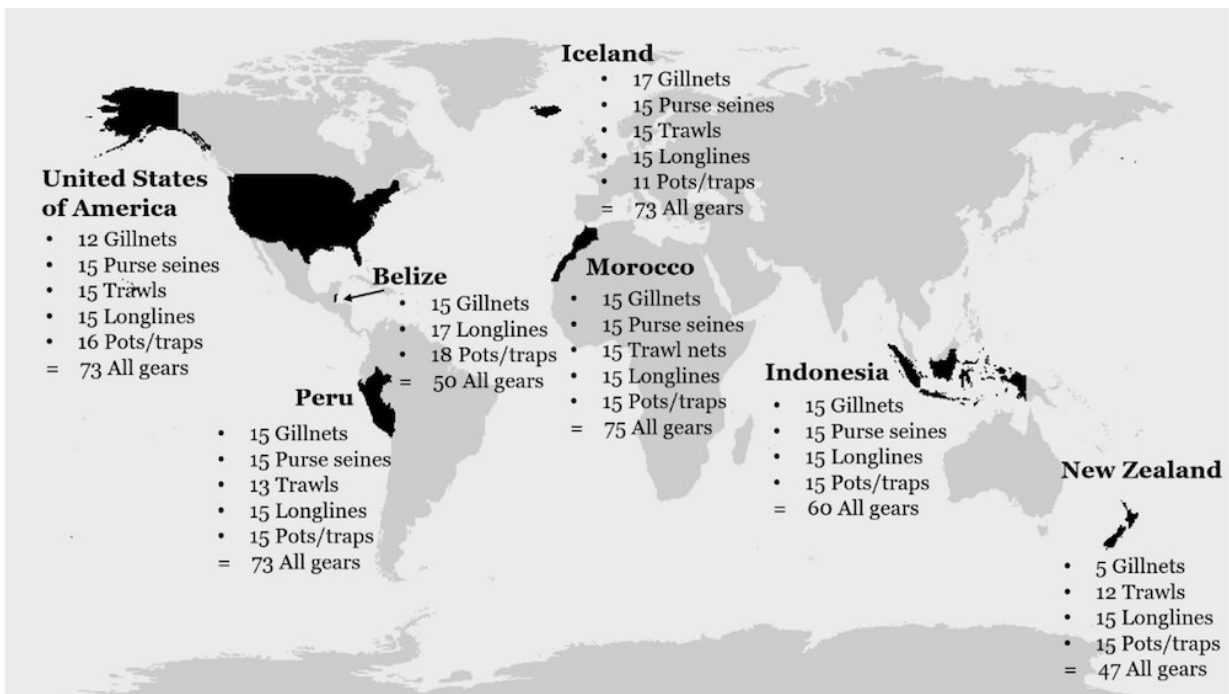 Iceland
• 17 Gillnets
• 15 Purse seines
• 15 Trawls
• 15 Longlines
• 11 Pots/traps
= 73 All gears
United States
of America
• 12 Gillnets
• 15 Purse seines
• 15 Trawls
• 15 Longlines
• 16 Pots/traps
= 73 All gears
Belize
• 15 Gillnets
• 17 Longlines
• 18 Pots/traps
= 50 All gears
Morocco
• 15 Gillnets
• 15 Purse seines
• 15 Trawl nets
• 15 Longlines
• 15 Pots/traps
= 75 All gears
Peru
• 15 Gillnets
• 15 Purse seines
• 13 Trawls
• 15 Longlines
• 15 Pots/traps
= 73 All gears
Indonesia
• 15 Gillnets
• 15 Purse seines
• 15 Longlines
• 15 Pots/traps
= 60 All gears
New Zealand
• 5 Gillnets
• 12 Trawls
• 15 Longlines
• 15 Pots/traps
= 47 All gears